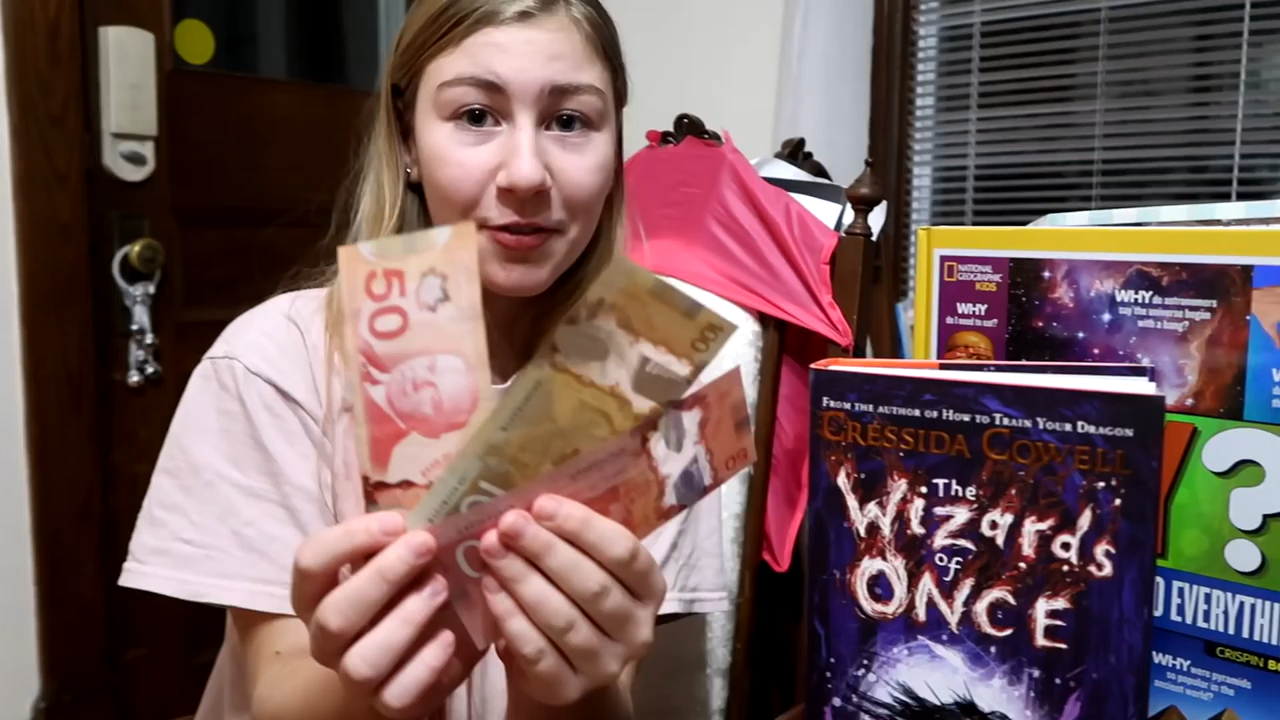 50
100
50
NATIONAL
GEOGRAPHIC
KiDS
WHY
do I need to eat?
WHY do astronomers
say the universe begin
with a bang?
FROM THE AUTHOR OF HOW TO TRAIN YOUR DRAGON
CRESSIDA COWELL
The
Wizards
of
ONCE
?
EVERYTHI
CRISPIN
WHY were pyramids
so popular in the
ancient world?